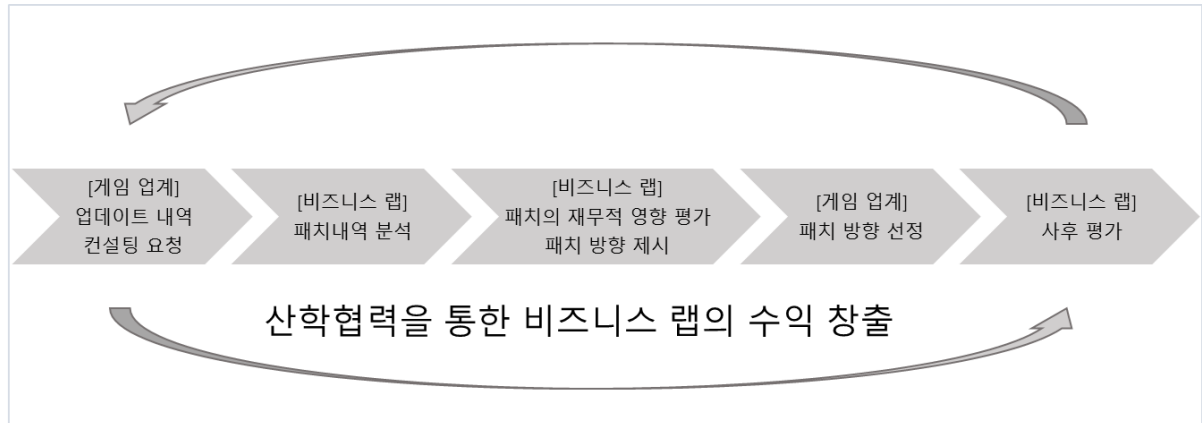 [게임 업계]
업데이트 내역
컨설팅 요청
[비즈니스 랩]
패치내역 분석
[비즈니스 랩]
패치의 재무적 영향 평가
패치 방향 제시
[게임 업계]
패치 방향 선정
[비즈니스 랩]
사후 평가
산학협력을 통한 비즈니스 랩의 수익 창출